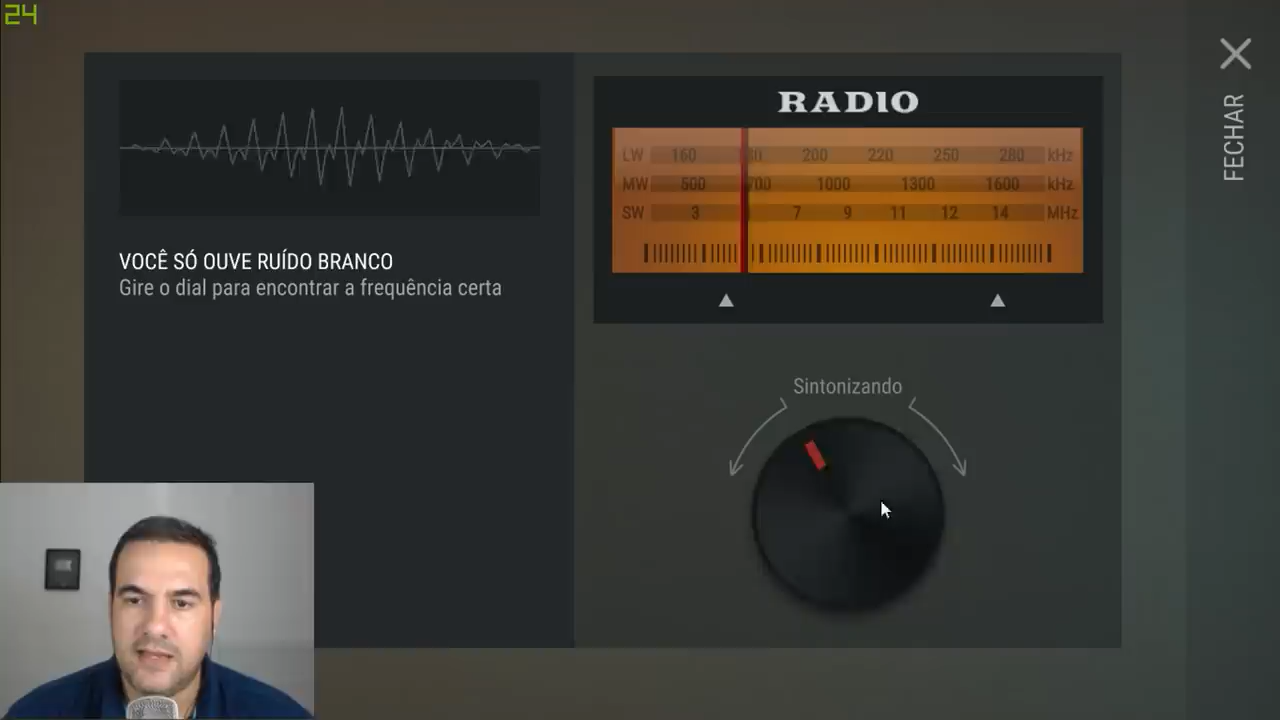 24
RADIO
LW 160 200 220 250 280 kHz
MW 500 700 1000 1300 1600 kHz
SW 3 7 9 11 12 14 MHz
VOCÊ SÓ OUVE RUÍDO BRANCO
Gire o dial para encontrar a frequência certa
Sintonizando
FECHAR